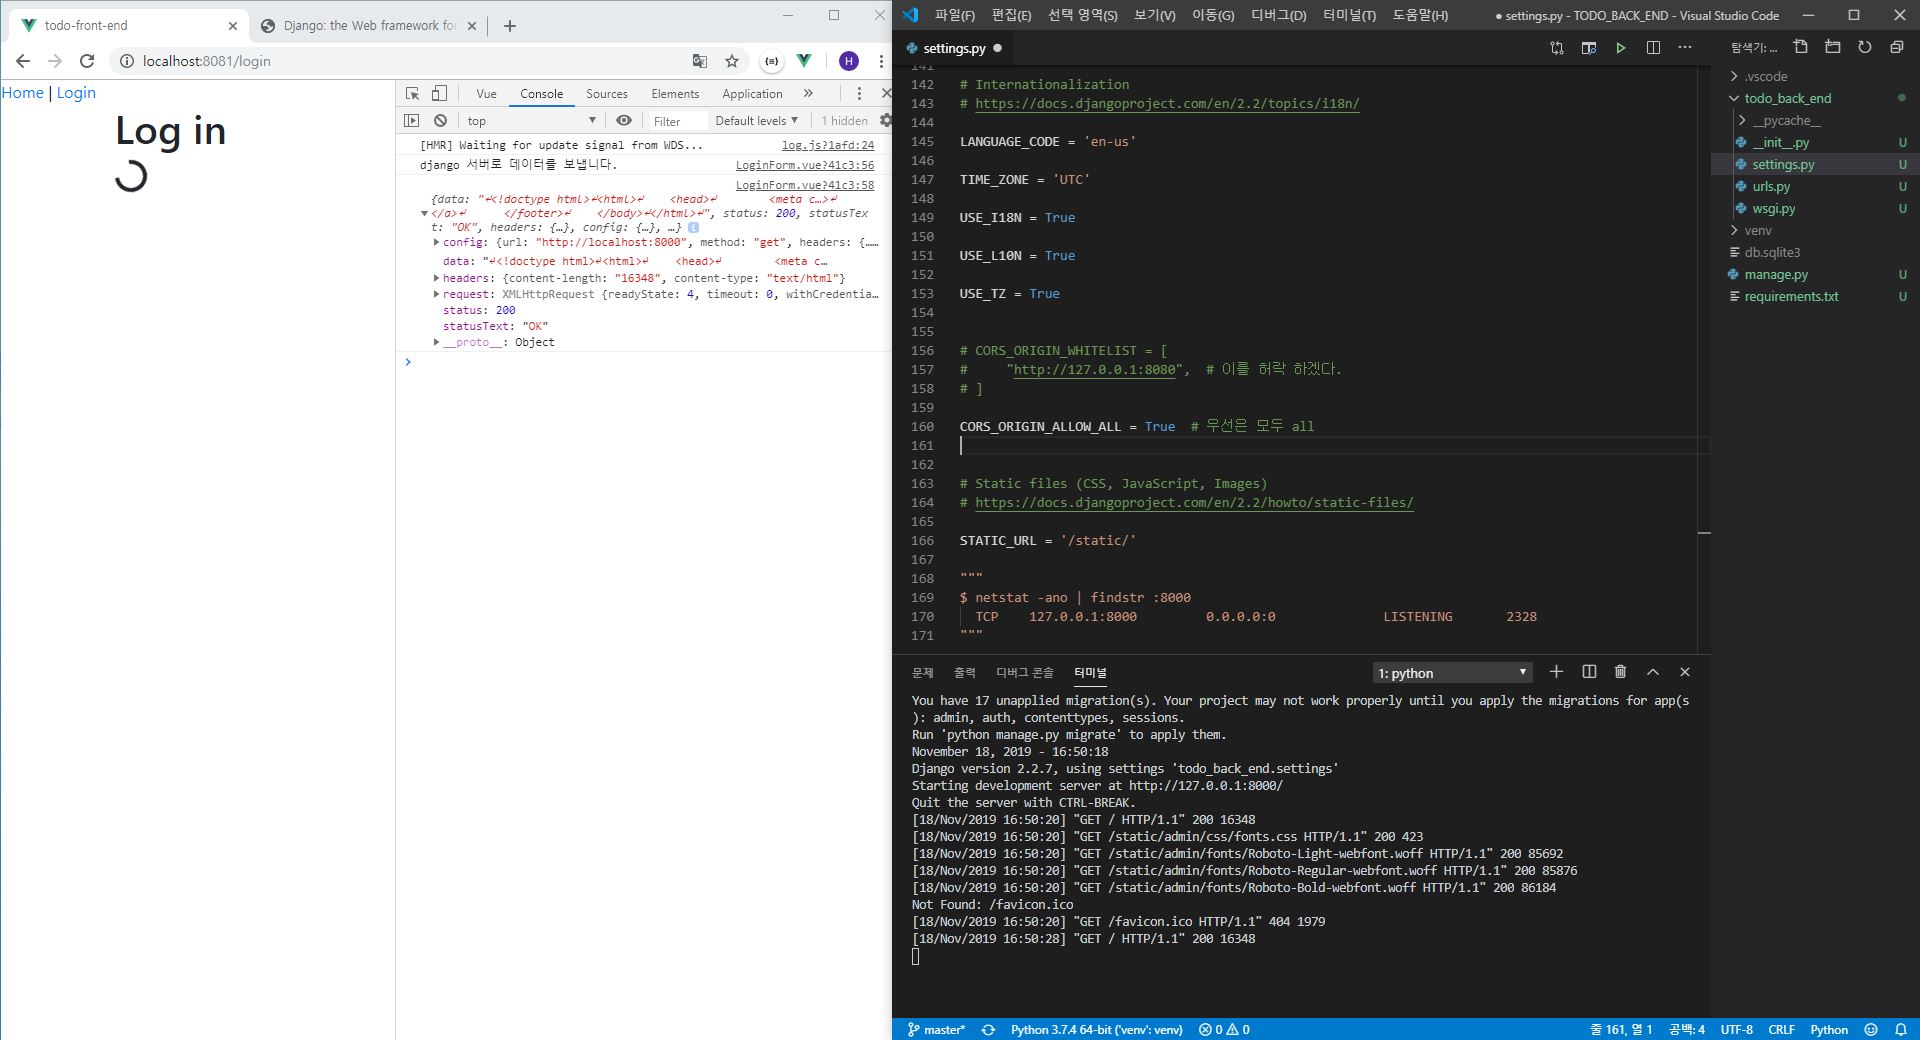 todo-front-end
Django: the Web framework for
localhost:8081/login
H
Home | Login
Log in
Vue Console Sources Elements Application
top Filter Default levels 1 hidden
[HMR] Waiting for update signal from WDS... log.js?1afd:24
django 서버로 데이터를 보냅니다. LoginForm.vue?41c3:56
LoginForm.vue?41c3:58
{data: "↵<!doctype html>↵<html>↵ <head>↵ <meta c…>↵
</a>↵ </footer>↵ </body>↵</html>↵", status: 200, statusTex
t: "OK", headers: {…}, config: {…}, …}
config: {url: "http://localhost:8000", method: "get", headers: {……
data: "↵<!doctype html>↵<html>↵ <head>↵ <meta c…
headers: {content-length: "16348", content-type: "text/html"}
request: XMLHttpRequest {readyState: 4, timeout: 0, withCredentia…
status: 200
statusText: "OK"
__proto__: Object
파일(F) 편집(E) 선택 영역(S) 보기(V) 이동(G) 디버그(D) 터미널(T) 도움말(H) ● settings.py - TODO_BACK_END - Visual Studio Code
settings.py ●
141
142 # Internationalization
143 # https://docs.djangoproject.com/en/2.2/topics/i18n/
144
145 LANGUAGE_CODE = 'en-us'
146
147 TIME_ZONE = 'UTC'
148
149 USE_I18N = True
150
151 USE_L10N = True
152
153 USE_TZ = True
154
155
156 # CORS_ORIGIN_WHITELIST = [
157 # "http://127.0.0.1:8080", # 이를 허락 하겠다.
158 # ]
159
160 CORS_ORIGIN_ALLOW_ALL = True # 우선은 모두 all
161
162
163 # Static files (CSS, JavaScript, Images)
164 # https://docs.djangoproject.com/en/2.2/howto/static-files/
165
166 STATIC_URL = '/static/'
167
168 """
169 $ netstat -ano | findstr :8000
170 TCP 127.0.0.1:8000 0.0.0.0:0 LISTENING 2328
171 """
탐색기: ...
.vscode
todo_back_end
__pycache__
__init__.py U
settings.py U
urls.py U
wsgi.py U
venv
db.sqlite3
manage.py U
requirements.txt U
문제 출력 디버그 콘솔 터미널 1: python
You have 17 unapplied migration(s). Your project may not work properly until you apply the migrations for app(s
): admin, auth, contenttypes, sessions.
Run 'python manage.py migrate' to apply them.
November 18, 2019 - 16:50:18
Django version 2.2.7, using settings 'todo_back_end.settings'
Starting development server at http://127.0.0.1:8000/
Quit the server with CTRL-BREAK.
[18/Nov/2019 16:50:20] "GET / HTTP/1.1" 200 16348
[18/Nov/2019 16:50:20] "GET /static/admin/css/fonts.css HTTP/1.1" 200 423
[18/Nov/2019 16:50:20] "GET /static/admin/fonts/Roboto-Light-webfont.woff HTTP/1.1" 200 85692
[18/Nov/2019 16:50:20] "GET /static/admin/fonts/Roboto-Regular-webfont.woff HTTP/1.1" 200 85876
[18/Nov/2019 16:50:20] "GET /static/admin/fonts/Roboto-Bold-webfont.woff HTTP/1.1" 200 86184
Not Found: /favicon.ico
[18/Nov/2019 16:50:20] "GET /favicon.ico HTTP/1.1" 404 1979
[18/Nov/2019 16:50:28] "GET / HTTP/1.1" 200 16348
master* Python 3.7.4 64-bit ('venv': venv) 0 0 줄 161, 열 1 공백: 4 UTF-8 CRLF Python